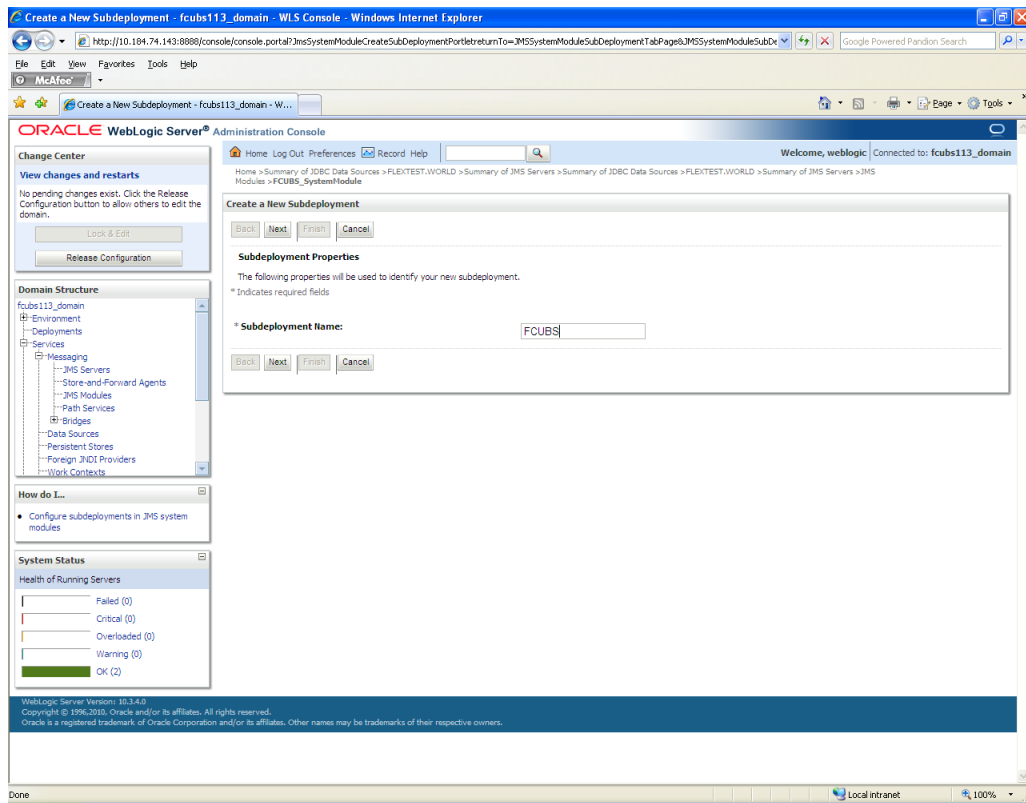 Create a New Subdeployment - fcubs113_domain - WLS Console - Windows Internet Explorer
http://10.184.74.143:8888/console/console.portal?JmsSystemModuleCreateSubDeploymentPortletreturnTo=JMSSystemModuleSubDeploymentTabPage&JMSSystemModuleSubDe
Google Powered Pandion Search
File Edit View Favorites Tools Help
McAfee
Create a New Subdeployment - fcubs113_domain - W...
Page Tools
ORACLE WebLogic Server® Administration Console
Change Center
View changes and restarts
No pending changes exist. Click the Release
Configuration button to allow others to edit the
domain.
Lock & Edit
Release Configuration
Domain Structure
fcubs113_domain
Environment
Deployments
Services
Messaging
JMS Servers
Store-and-Forward Agents
JMS Modules
Path Services
Bridges
Data Sources
Persistent Stores
Foreign JNDI Providers
Work Contexts
How do I...
Configure subdeployments in JMS system
modules
System Status
Health of Running Servers
Failed (0)
Critical (0)
Overloaded (0)
Warning (0)
OK (2)
Home Log Out Preferences Record Help
Welcome, weblogic Connected to: fcubs113_domain
Home >Summary of JDBC Data Sources >FLEXTEST.WORLD >Summary of JMS Servers >Summary of JDBC Data Sources >FLEXTEST.WORLD >Summary of JMS Servers >JMS
Modules >FCUBS_SystemModule
Create a New Subdeployment
Back Next Finish Cancel
Subdeployment Properties
The following properties will be used to identify your new subdeployment.
* Indicates required fields
* Subdeployment Name: FCUBS
Back Next Finish Cancel
WebLogic Server Version: 10.3.4.0
Copyright © 1996,2010, Oracle and/or its affiliates. All rights reserved.
Oracle is a registered trademark of Oracle Corporation and/or its affiliates. Other names may be trademarks of their respective owners.
Done
Local intranet
100%